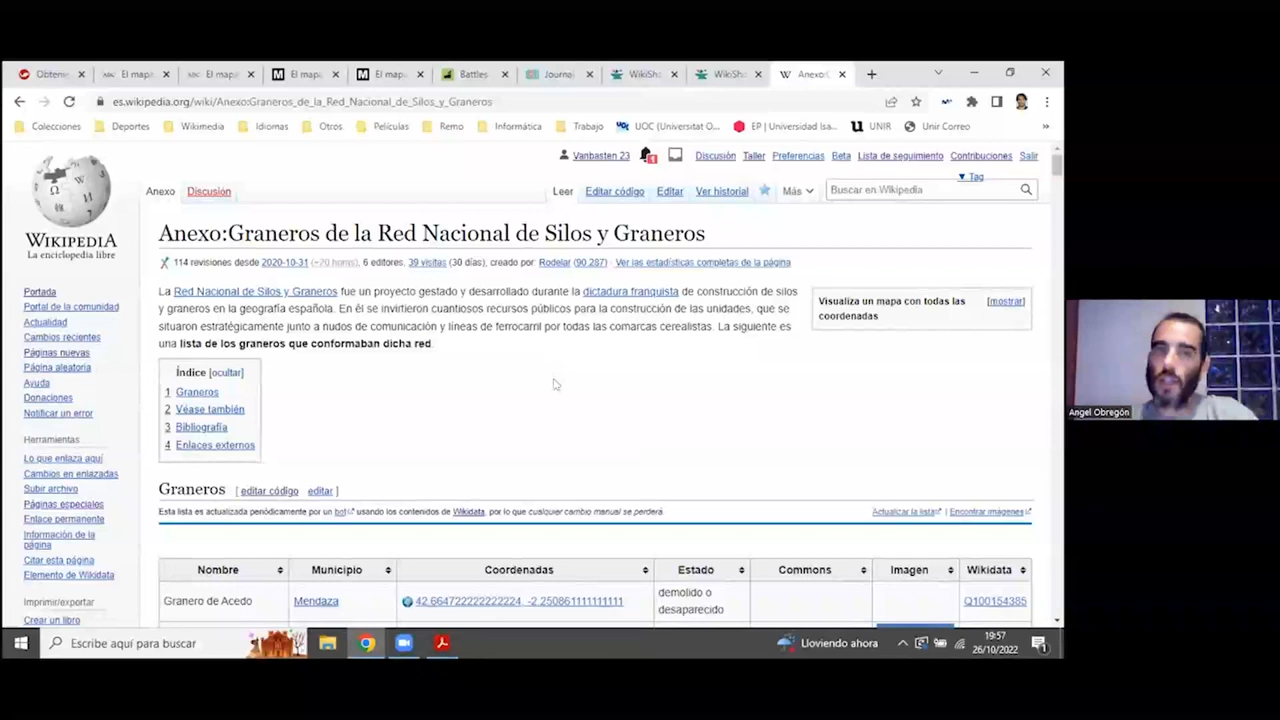 Obtene
El mapa
El mapa
El mapa
El mapa
Battles
Journal
WikiSho
WikiSho
Anexo:G
es.wikipedia.org/wiki/Anexo:Graneros_de_la_Red_Nacional_de_Silos_y_Graneros
Colecciones Deportes Wikimedia Idiomas Otros Películas Remo Informática Trabajo UOC (Universitat O... EP | Universidad Isa... UNIR Unir Correo »
Vanbasten 23 1 Discusión Taller Preferencias Beta Lista de seguimiento Contribuciones Salir
▼ Tag
Anexo Discusión Leer Editar código Editar Ver historial Más Buscar en Wikipedia
WIKIPEDIA
La enciclopedia libre
Portada
Portal de la comunidad
Actualidad
Cambios recientes
Páginas nuevas
Página aleatoria
Ayuda
Donaciones
Notificar un error
Herramientas
Lo que enlaza aquí
Cambios en enlazadas
Subir archivo
Páginas especiales
Enlace permanente
Información de la
página
Citar esta página
Elemento de Wikidata
Imprimir/exportar
Crear un libro
Anexo:Graneros de la Red Nacional de Silos y Graneros
114 revisiones desde 2020-10-31 (+20 horas), 6 editores, 39 visitas (30 días), creado por: Rodelar (90.287) · Ver las estadísticas completas de la página
La Red Nacional de Silos y Graneros fue un proyecto gestado y desarrollado durante la dictadura franquista de construcción de silos
y graneros en la geografía española. En él se invirtieron cuantiosos recursos públicos para la construcción de las unidades, que se
situaron estratégicamente junto a nudos de comunicación y líneas de ferrocarril por todas las comarcas cerealistas. La siguiente es
una lista de los graneros que conformaban dicha red.
Visualiza un mapa con todas las [mostrar]
coordenadas
Índice [ocultar]
1 Graneros
2 Véase también
3 Bibliografía
4 Enlaces externos
Graneros [ editar código · editar ]
Esta lista es actualizada periódicamente por un bot usando los contenidos de Wikidata, por lo que cualquier cambio manual se perderá. Actualizar la lista | Encontrar imágenes
Nombre Municipio Coordenadas Estado Commons Imagen Wikidata
Granero de Acedo Mendaza 42.664722222222224, -2.250861111111111 demolido o
desaparecido Q100154385
Escribe aquí para buscar
Lloviendo ahora
19:57
26/10/2022
1
Angel Obregón